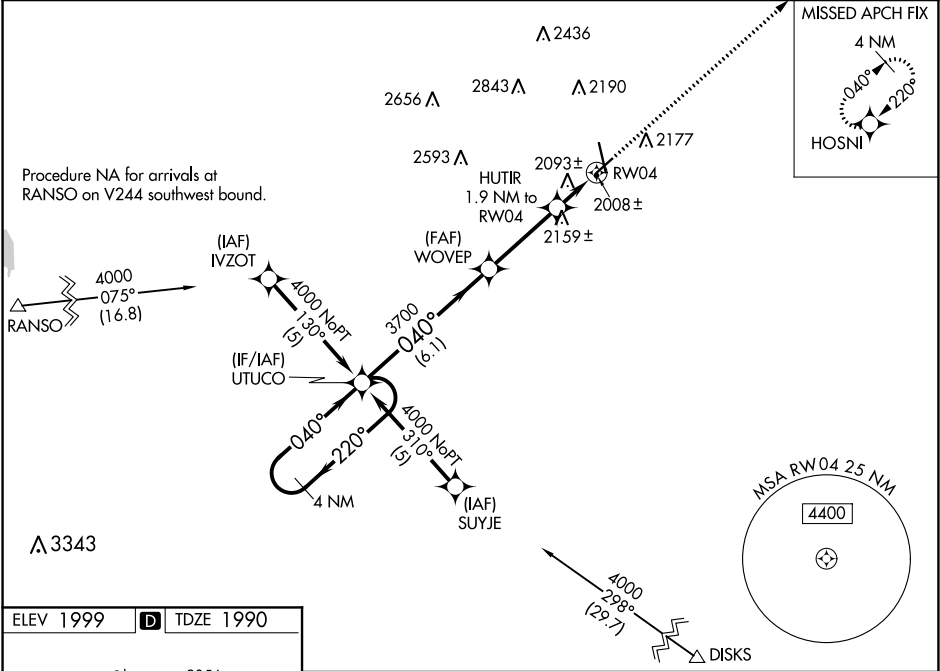 MISSED APCH FIX
4 NM
040°
220°
HOSNI
2436
2843
2190
2656
2177
2593
2093±
RW04
2008±
HUTIR
1.9 NM to
RW04
2159±
Procedure NA for arrivals at
RANSO on V244 southwest bound.
(FAF)
WOVEP
(IAF)
IVZOT
4000
075°
(16.8)
RANSO
4000 NoPT
130°
(5)
3700
040°
(6.1)
(IF/IAF)
UTUCO
040°
220°
4 NM
4000 NoPT
310°
(5)
(IAF)
SUYJE
MSA RW04 25 NM
4400
3343
4000
298°
(29.7)
DISKS
ELEV 1999 D TDZE 1990